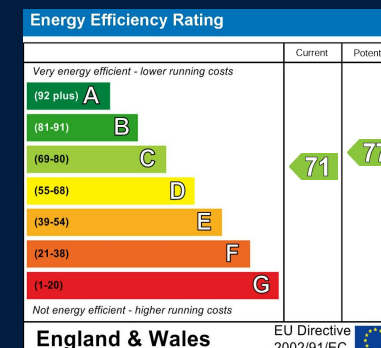 Energy Efficiency Rating
Current Potent
Very energy efficient - lower running costs
(92 plus) A
(81-91) B
(69-80) C
71 77
(55-68) D
(39-54) E
(21-38) F
(1-20) G
Not energy efficient - higher running costs
England & Wales
EU Directive
2002/91/EC